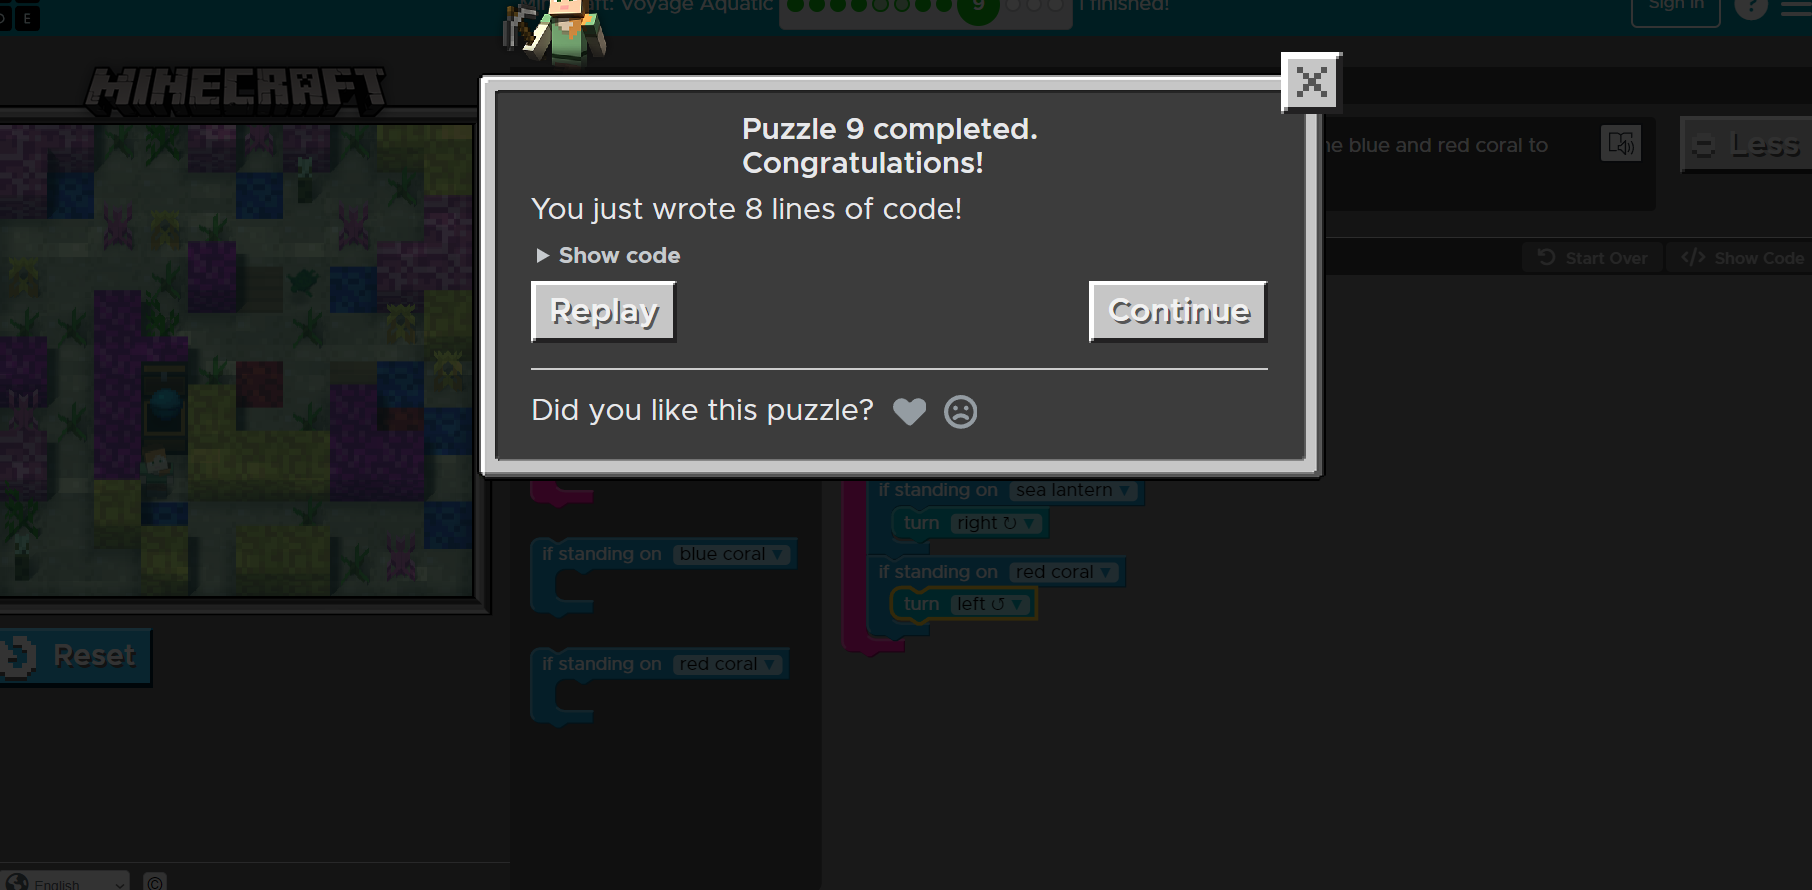 E
Minecraft: Voyage Aquatic
9
I finished!
Sign in
?
MINECRAFT
Puzzle 9 completed.
Congratulations!
You just wrote 8 lines of code!
Show code
Replay
Continue
Did you like this puzzle?
blue and red coral to
Less
Start Over
</> Show Code
if standing on sea lantern
turn right
if standing on red coral
turn left
if standing on blue coral
if standing on red coral
Reset
English
©